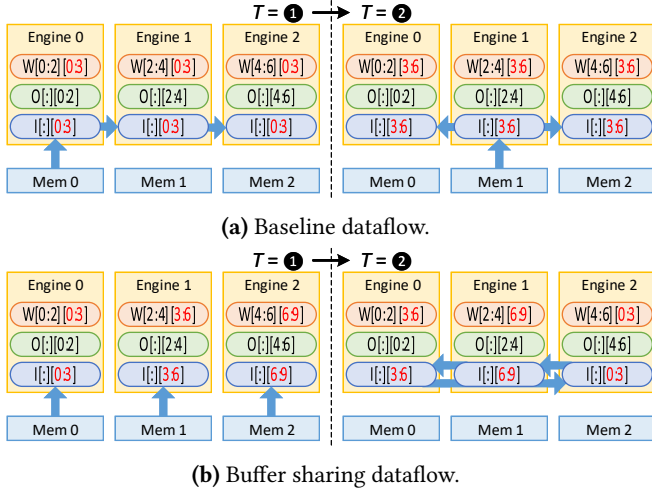 T = 1 → T = 2
Engine 0 Engine 1 Engine 2 Engine 0 Engine 1 Engine 2
W[0:2][0:3] W[2:4][0:3] W[4:6][0:3] W[0:2][3:6] W[2:4][3:6] W[4:6][3:6]
O[:][0:2] O[:][2:4] O[:][4:6] O[:][0:2] O[:][2:4] O[:][4:6]
I[:][0:3] I[:][0:3] I[:][0:3] I[:][3:6] I[:][3:6] I[:][3:6]
Mem 0 Mem 1 Mem 2 Mem 0 Mem 1 Mem 2
(a) Baseline dataflow.
T = 1 → T = 2
Engine 0 Engine 1 Engine 2 Engine 0 Engine 1 Engine 2
W[0:2][0:3] W[2:4][3:6] W[4:6][6:9] W[0:2][3:6] W[2:4][6:9] W[4:6][0:3]
O[:][0:2] O[:][2:4] O[:][4:6] O[:][0:2] O[:][2:4] O[:][4:6]
I[:][0:3] I[:][3:6] I[:][6:9] I[:][3:6] I[:][6:9] I[:][0:3]
Mem 0 Mem 1 Mem 2 Mem 0 Mem 1 Mem 2
(b) Buffer sharing dataflow.